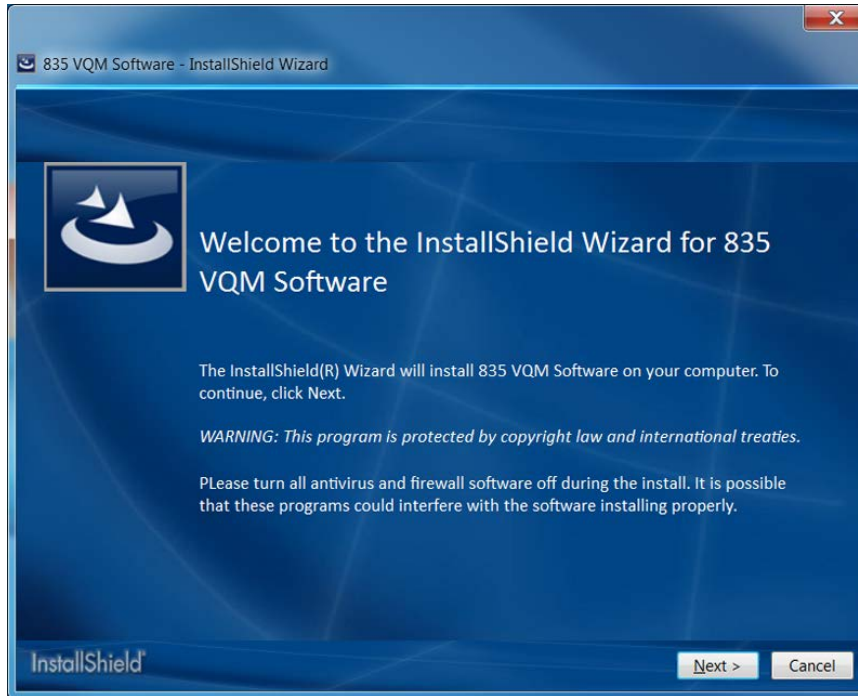 835 VQM Software - InstallShield Wizard
Welcome to the InstallShield Wizard for 835
VQM Software
The InstallShield(R) Wizard will install 835 VQM Software on your computer. To
continue, click Next.
WARNING: This program is protected by copyright law and international treaties.
PLease turn all antivirus and firewall software off during the install. It is possible
that these programs could interfere with the software installing properly.
InstallShield®
Next >
Cancel